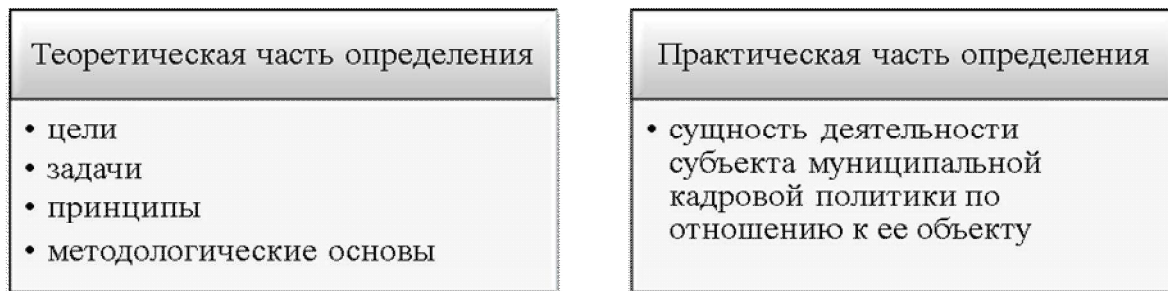 Теоретическая часть определения
• цели
• задачи
• принципы
• методологические основы
Практическая часть определения
• сущность деятельности
субъекта муниципальной
кадровой политики по
отношению к ее объекту